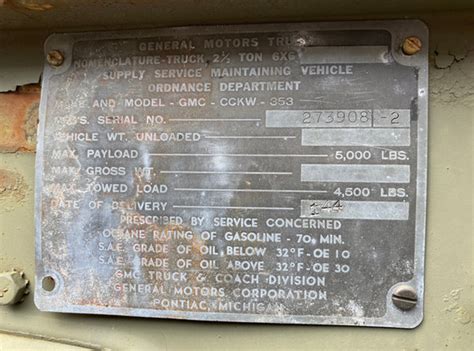 GENERAL MOTORS TRUCK
NOMENCLATURE-TRUCK, 2½ TON 6X6
SUPPLY SERVICE MAINTAINING VEHICLE
ORDNANCE DEPARTMENT
MAKE AND MODEL-GMC - CCKW - 353
MFG'S. SERIAL NO. 273908 -2
VEHICLE WT. UNLOADED
MAX. PAYLOAD 5,000 LBS.
MAX. GROSS WT.
MAX. TOWED LOAD 4,500 LBS.
DATE OF DELIVERY 44
PRESCRIBED BY SERVICE CONCERNED
OCTANE RATING OF GASOLINE - 70 MIN.
S.A.E. GRADE OF OIL BELOW 32°F-OE 10
S.A.E. GRADE OF OIL ABOVE 32°F-OE 30
GMC TRUCK & COACH DIVISION
GENERAL MOTORS CORPORATION
PONTIAC, MICHIGAN